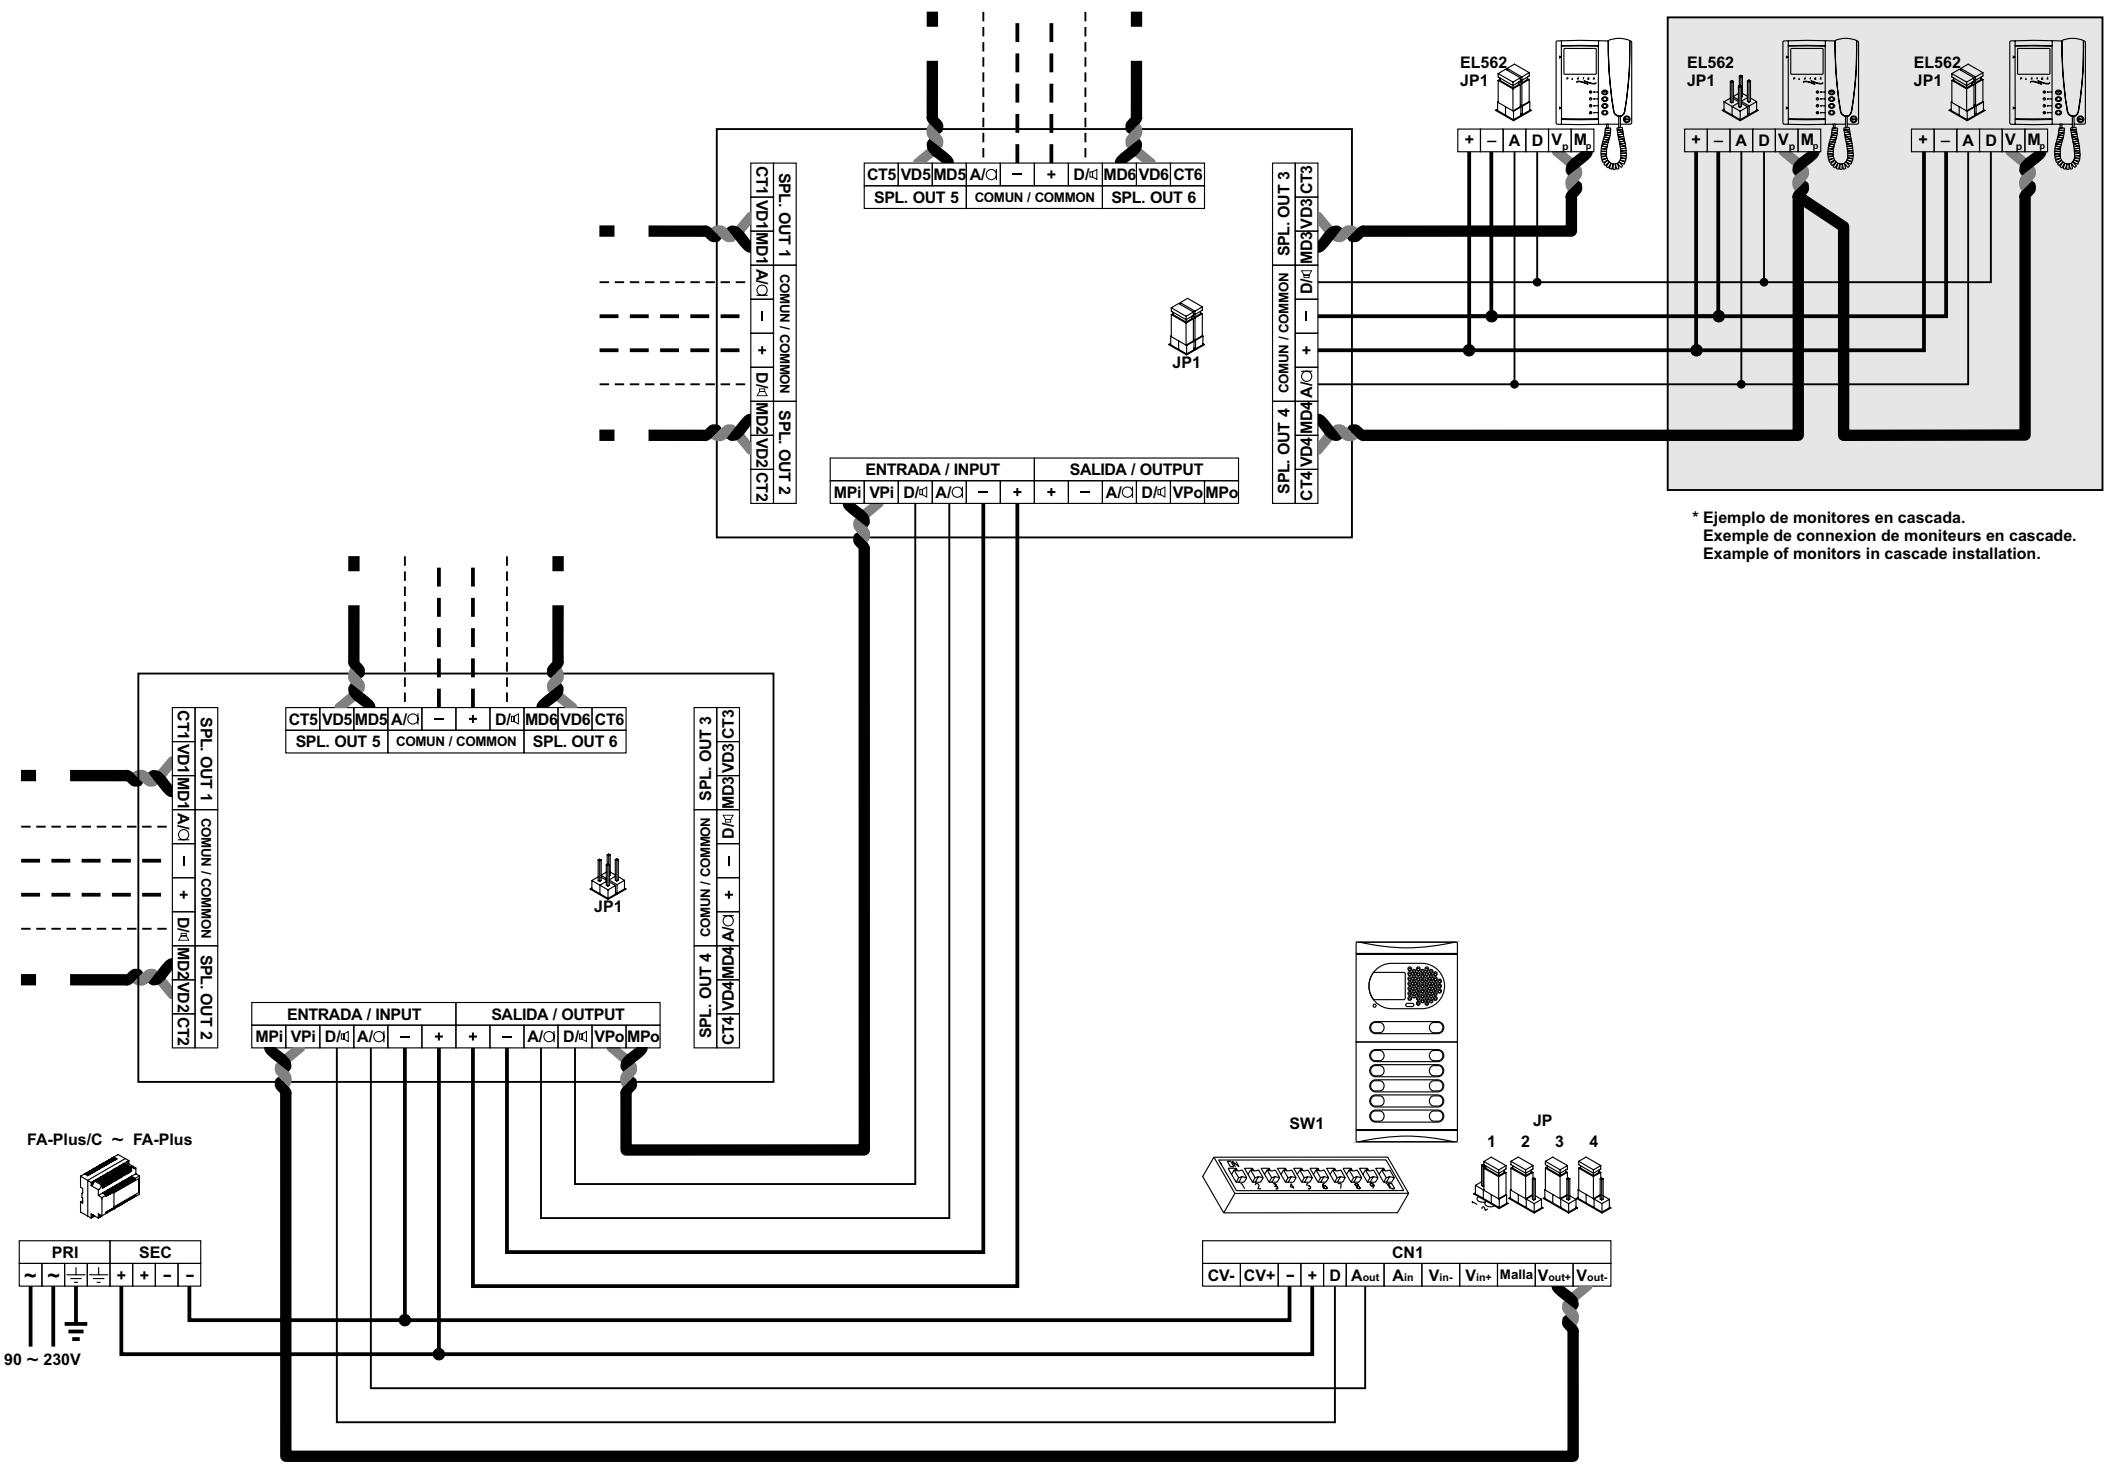 EL562
JP1
EL562
JP1
EL562
JP1
+ – A D Vp Mp
+ – A D Vp Mp
+ – A D Vp Mp
CT5 VD5 MD5 A/ – + D/ MD6 VD6 CT6
SPL. OUT 5 COMUN / COMMON SPL. OUT 6
CT1 VD1 MD1 A/ – + D/ MD2 VD2 CT2
SPL. OUT 1 COMUN / COMMON SPL. OUT 2
JP1
SPL. OUT 4 COMUN / COMMON SPL. OUT 3
CT4 VD4 MD4 A/ + – D/ MD3 VD3 CT3
ENTRADA / INPUT SALIDA / OUTPUT
MPi VPi D/ A/ – + + – A/ D/ VPo MPo
* Ejemplo de monitores en cascada.
Exemple de connexion de moniteurs en cascade.
Example of monitors in cascade installation.
CT5 VD5 MD5 A/ – + D/ MD6 VD6 CT6
SPL. OUT 5 COMUN / COMMON SPL. OUT 6
CT1 VD1 MD1 A/ – + D/ MD2 VD2 CT2
SPL. OUT 1 COMUN / COMMON SPL. OUT 2
JP1
SPL. OUT 4 COMUN / COMMON SPL. OUT 3
CT4 VD4 MD4 A/ + – D/ MD3 VD3 CT3
ENTRADA / INPUT SALIDA / OUTPUT
MPi VPi D/ A/ – + + – A/ D/ VPo MPo
FA-Plus/C ~ FA-Plus
PRI SEC
~ ~ + + – –
90 ~ 230V
SW1
ON
JP
1 2 3 4
1
2
CN1
CV- CV+ – + D Aout Ain Vin- Vin+ Malla Vout+ Vout-